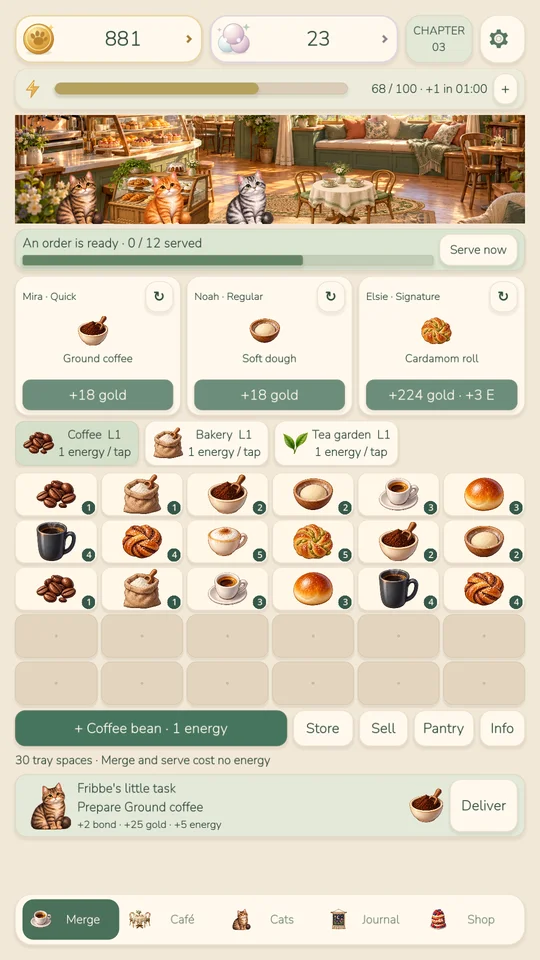 881
23
CHAPTER
03
68 / 100 · +1 in 01:00
+
An order is ready · 0 / 12 served
Serve now
Mira · Quick
Noah · Regular
Elsie · Signature
Ground coffee
Soft dough
Cardamom roll
+18 gold
+18 gold
+224 gold · +3 E
Coffee L1
1 energy / tap
Bakery L1
1 energy / tap
Tea garden L1
1 energy / tap
1 1 2 2 3 3
4 4 5 5 2 2
1 1 3 3 4 4
+ Coffee bean · 1 energy
Store
Sell
Pantry
Info
30 tray spaces · Merge and serve cost no energy
Fribbe's little task
Prepare Ground coffee
+2 bond · +25 gold · +5 energy
Deliver
Merge
Café
Cats
Journal
Shop